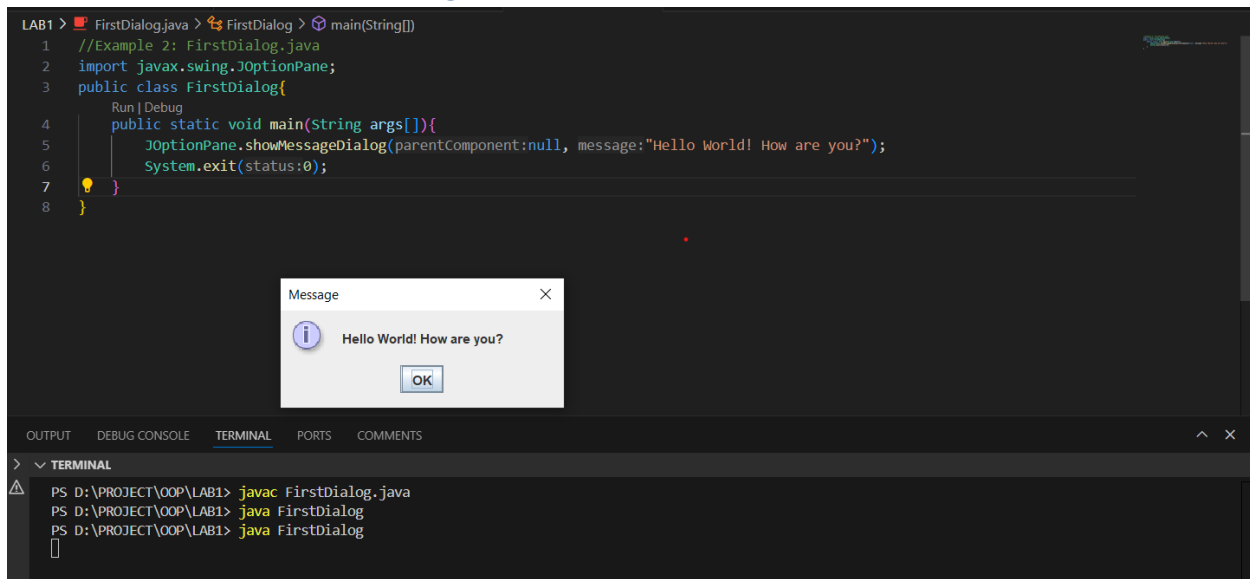 LAB1 > FirstDialog.java > FirstDialog > main(String[])
1 //Example 2: FirstDialog.java
2 import javax.swing.JOptionPane;
3 public class FirstDialog{
Run | Debug
4 public static void main(String args[]){
5 JOptionPane.showMessageDialog(parentComponent:null, message:"Hello World! How are you?");
6 System.exit(status:0);
7 }
8 }
Message
i
Hello World! How are you?
OK
OUTPUT DEBUG CONSOLE TERMINAL PORTS COMMENTS
TERMINAL
PS D:\PROJECT\OOP\LAB1> javac FirstDialog.java
PS D:\PROJECT\OOP\LAB1> java FirstDialog
PS D:\PROJECT\OOP\LAB1> java FirstDialog